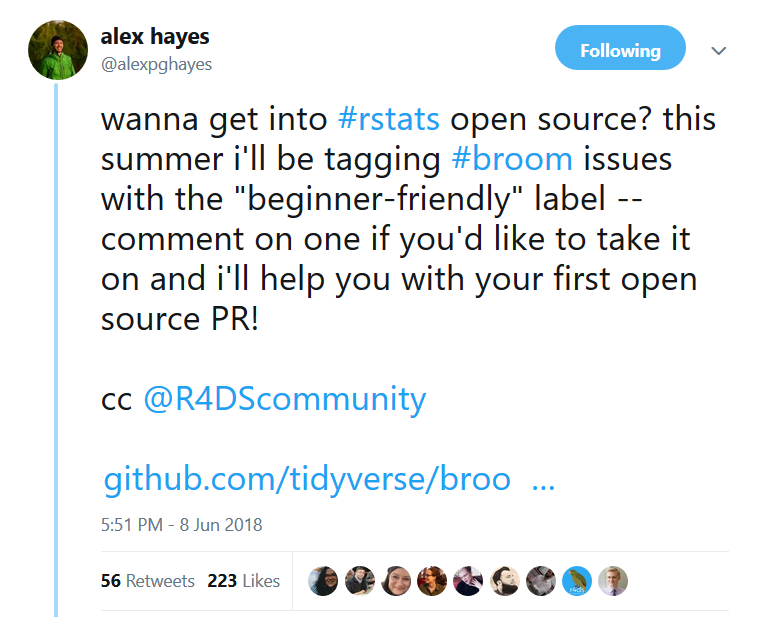 alex hayes
@alexpghayes
Following
wanna get into #rstats open source? this
summer i'll be tagging #broom issues
with the "beginner-friendly" label --
comment on one if you'd like to take it
on and i'll help you with your first open
source PR!
cc @R4DScommunity
github.com/tidyverse/broo ...
5:51 PM - 8 Jun 2018
56 Retweets 223 Likes
r4ds